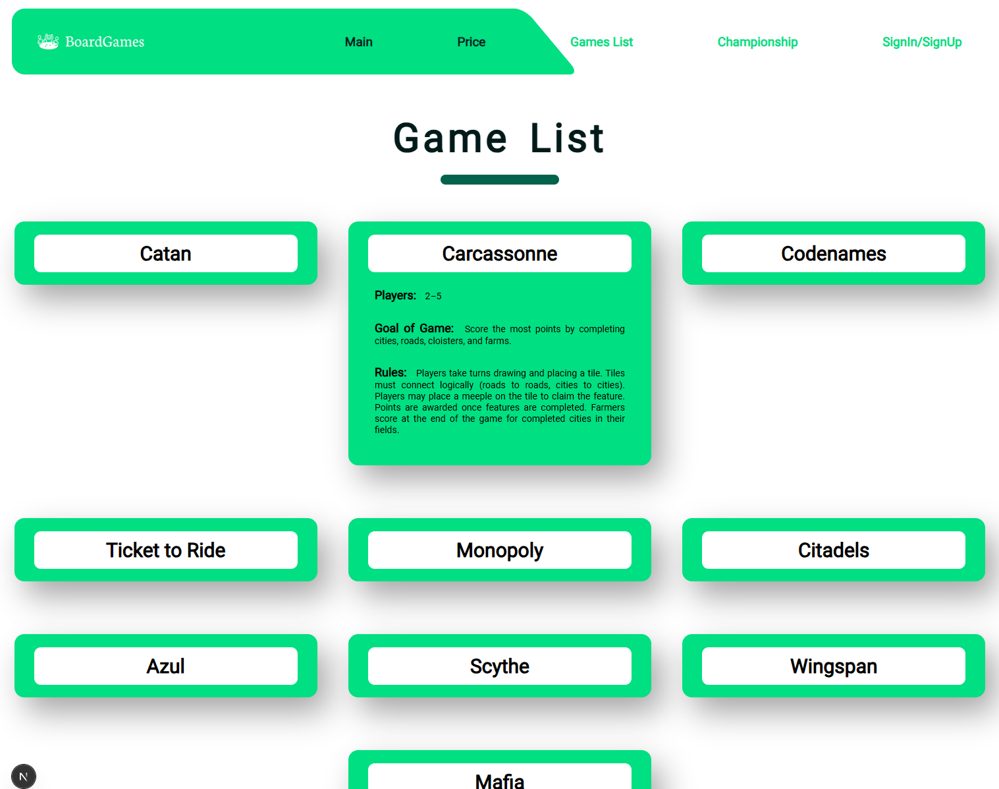 BoardGames Main Price Games List Championship SignIn/SignUp
Game List
Catan
Carcassonne
Codenames
Players: 2–5
Goal of Game: Score the most points by completing
cities, roads, cloisters, and farms.
Rules: Players take turns drawing and placing a tile. Tiles
must connect logically (roads to roads, cities to cities).
Players may place a meeple on the tile to claim the feature.
Points are awarded once features are completed. Farmers
score at the end of the game for completed cities in their
fields.
Ticket to Ride
Monopoly
Citadels
Azul
Scythe
Wingspan
Mafia
N